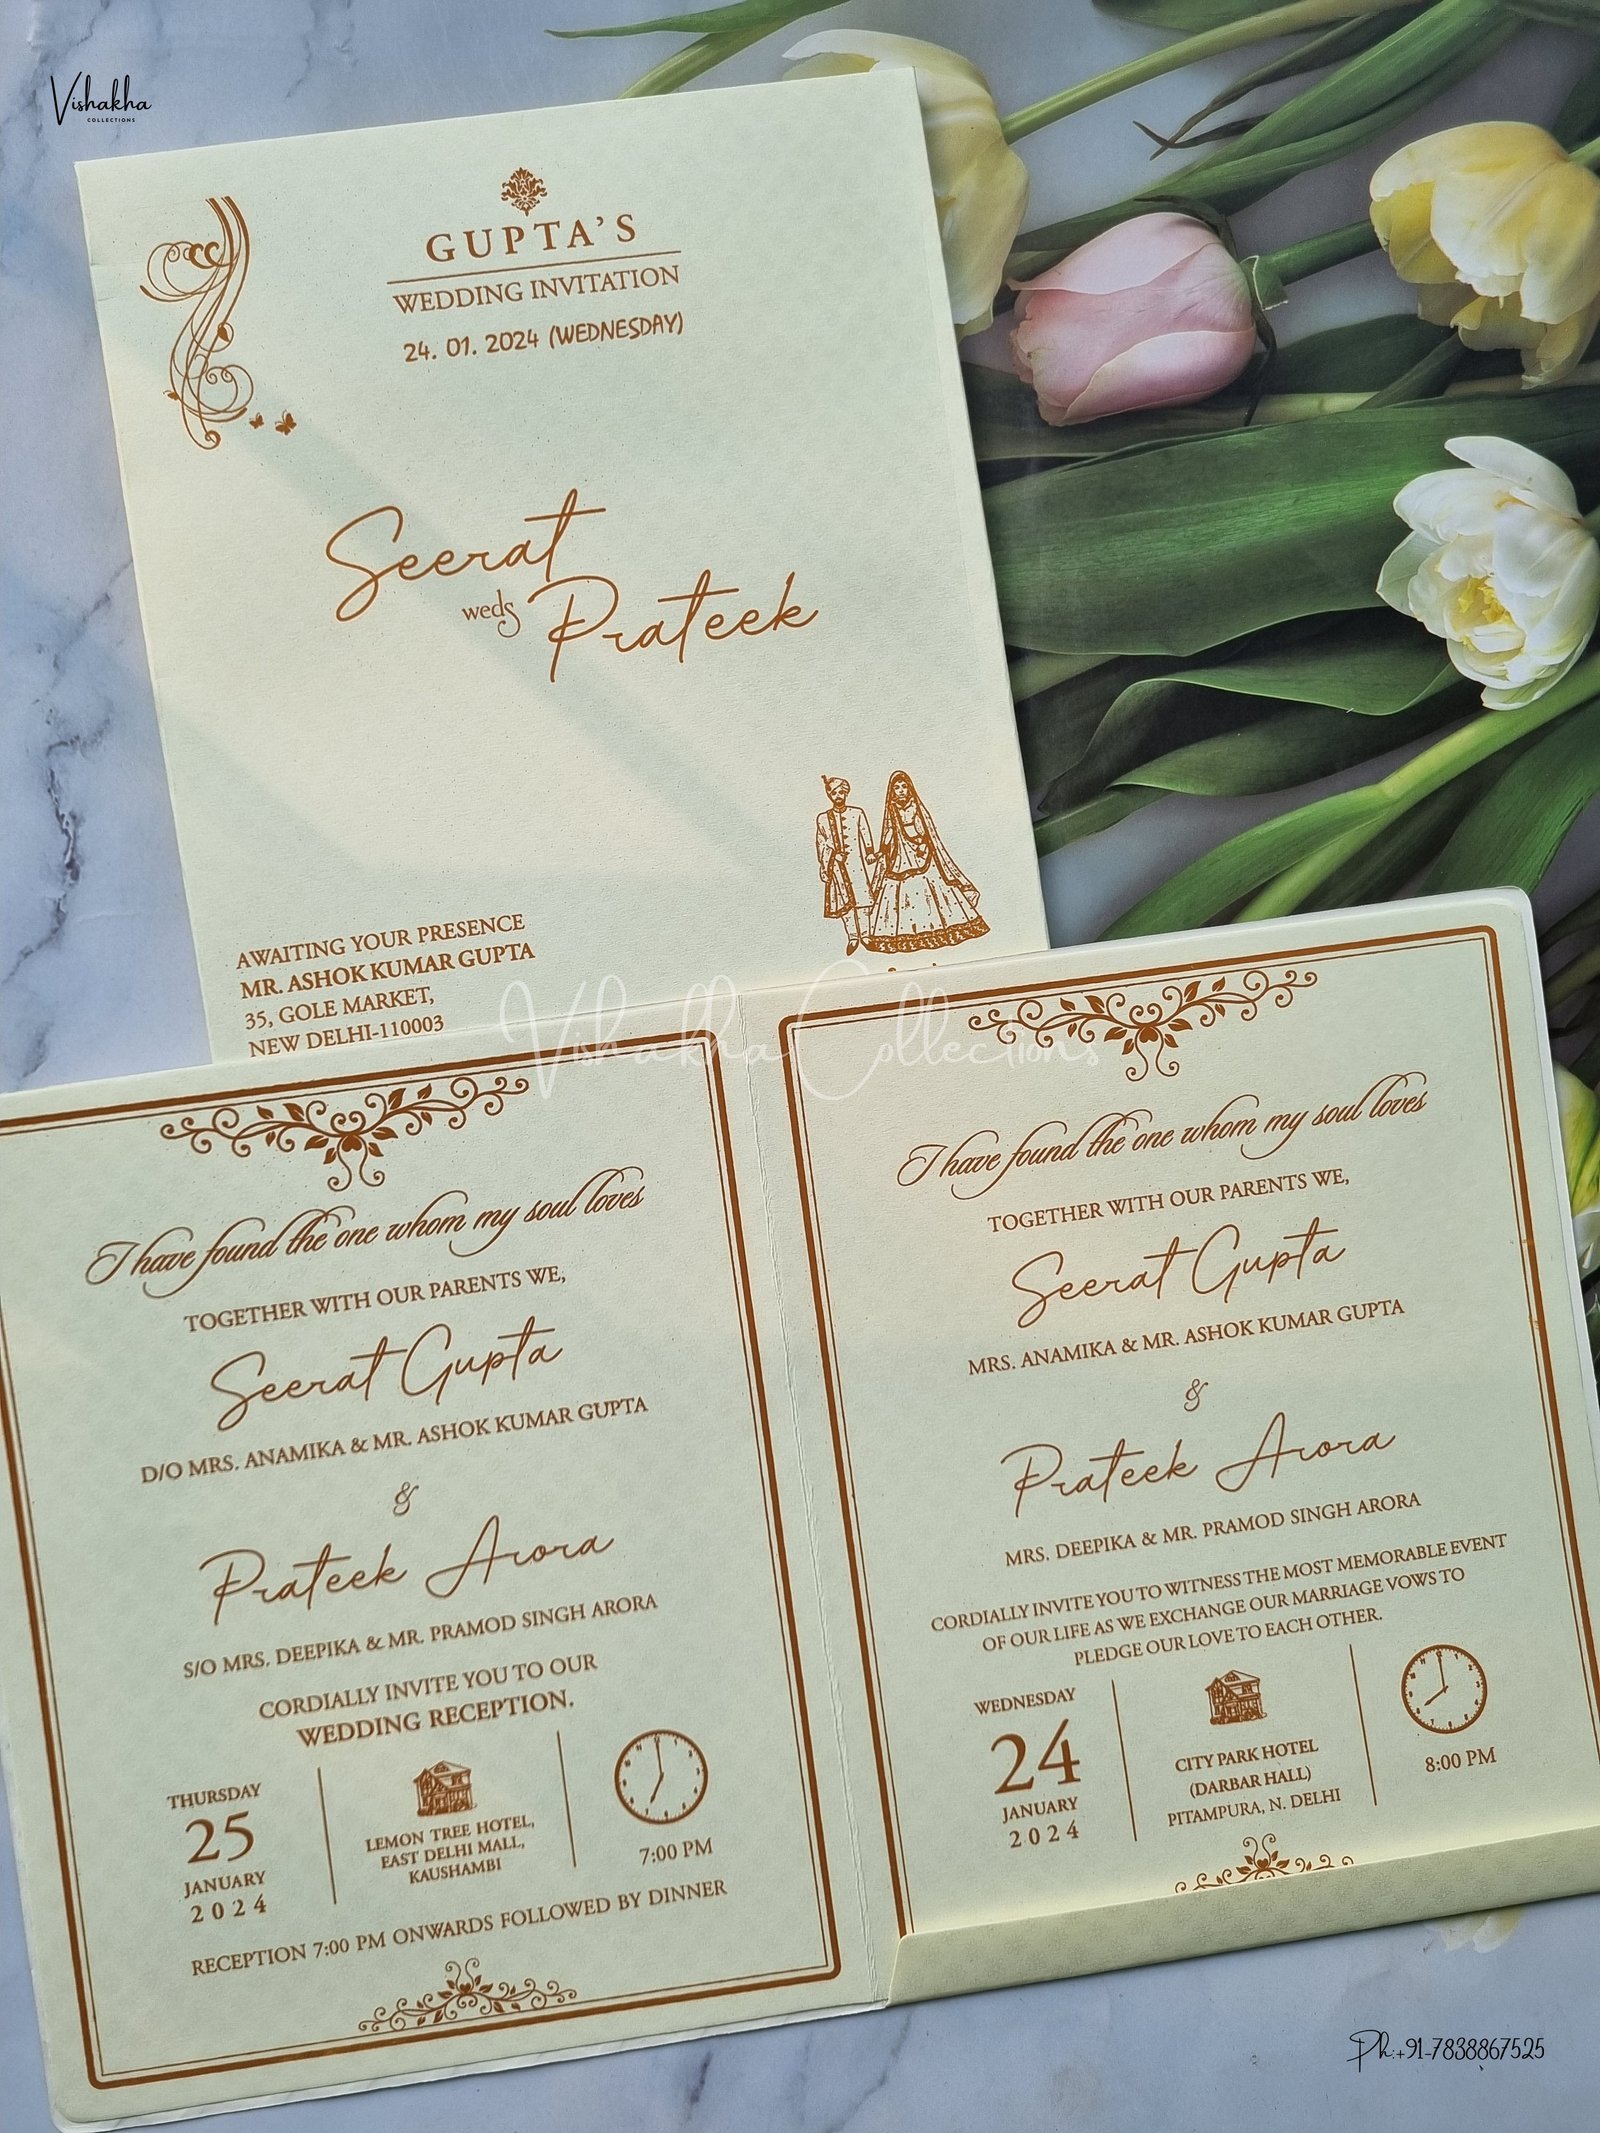 Vishakha
COLLECTIONS
GUPTA'S
WEDDING INVITATION
24. 01. 2024 (WEDNESDAY)
Seerat
weds
Prateek
AWAITING YOUR PRESENCE
MR. ASHOK KUMAR GUPTA
35, GOLE MARKET,
NEW DELHI-110003
Vishakha Collections
I have found the one whom my soul loves
TOGETHER WITH OUR PARENTS WE,
Seerat Gupta
D/O MRS. ANAMIKA & MR. ASHOK KUMAR GUPTA
&
Prateek Arora
S/O MRS. DEEPIKA & MR. PRAMOD SINGH ARORA
CORDIALLY INVITE YOU TO OUR
WEDDING RECEPTION.
THURSDAY
25
JANUARY
2024
LEMON TREE HOTEL,
EAST DELHI MALL,
KAUSHAMBI
7:00 PM
RECEPTION 7:00 PM ONWARDS FOLLOWED BY DINNER
I have found the one whom my soul loves
TOGETHER WITH OUR PARENTS WE,
Seerat Gupta
MRS. ANAMIKA & MR. ASHOK KUMAR GUPTA
&
Prateek Arora
MRS. DEEPIKA & MR. PRAMOD SINGH ARORA
CORDIALLY INVITE YOU TO WITNESS THE MOST MEMORABLE EVENT
OF OUR LIFE AS WE EXCHANGE OUR MARRIAGE VOWS TO
PLEDGE OUR LOVE TO EACH OTHER.
WEDNESDAY
24
JANUARY
2024
CITY PARK HOTEL
(DARBAR HALL)
PITAMPURA, N. DELHI
8:00 PM
Ph:+91-7838867525